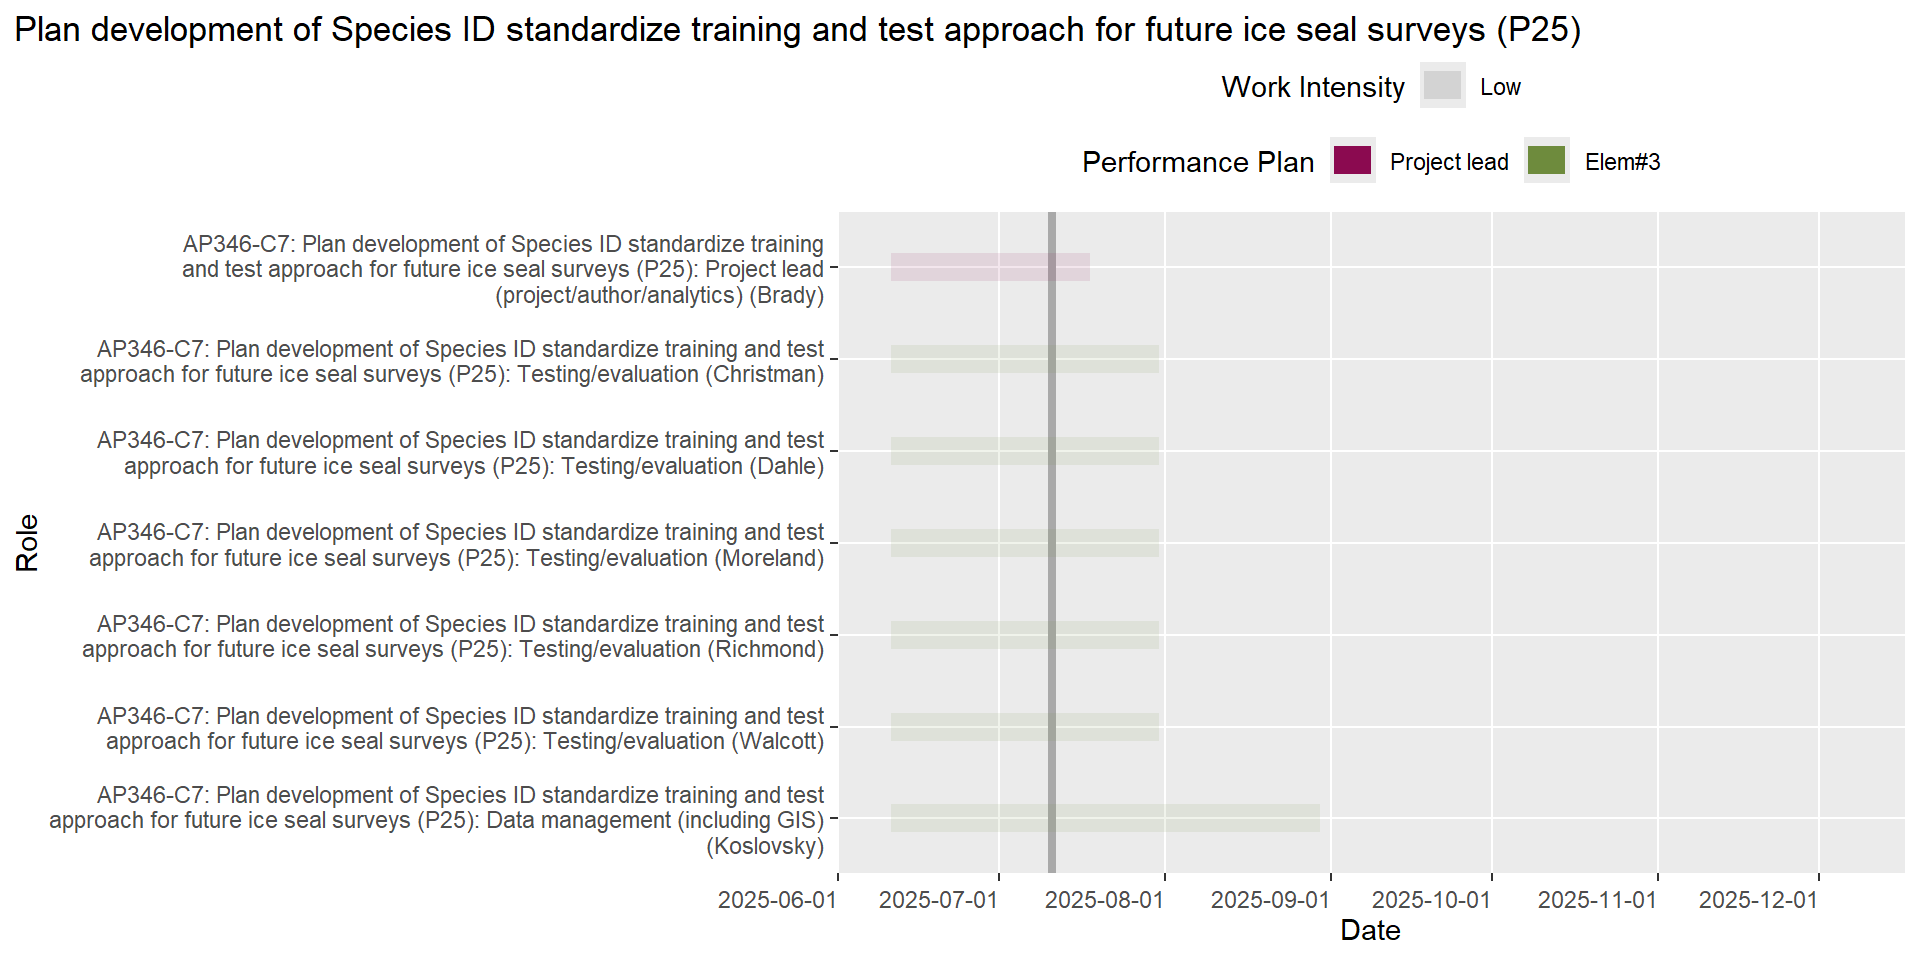 Plan development of Species ID standardize training and test approach for future ice seal surveys (P25)
Work Intensity
Low
Performance Plan
Project lead
Elem#3
AP346-C7: Plan development of Species ID standardize training
and test approach for future ice seal surveys (P25): Project lead
(project/author/analytics) (Brady)
AP346-C7: Plan development of Species ID standardize training and test
approach for future ice seal surveys (P25): Testing/evaluation (Christman)
AP346-C7: Plan development of Species ID standardize training and test
approach for future ice seal surveys (P25): Testing/evaluation (Dahle)
AP346-C7: Plan development of Species ID standardize training and test
approach for future ice seal surveys (P25): Testing/evaluation (Moreland)
AP346-C7: Plan development of Species ID standardize training and test
approach for future ice seal surveys (P25): Testing/evaluation (Richmond)
AP346-C7: Plan development of Species ID standardize training and test
approach for future ice seal surveys (P25): Testing/evaluation (Walcott)
AP346-C7: Plan development of Species ID standardize training and test
approach for future ice seal surveys (P25): Data management (including GIS)
(Koslovsky)
Role
2025-06-01
2025-07-01
2025-08-01
2025-09-01
2025-10-01
2025-11-01
2025-12-01
Date